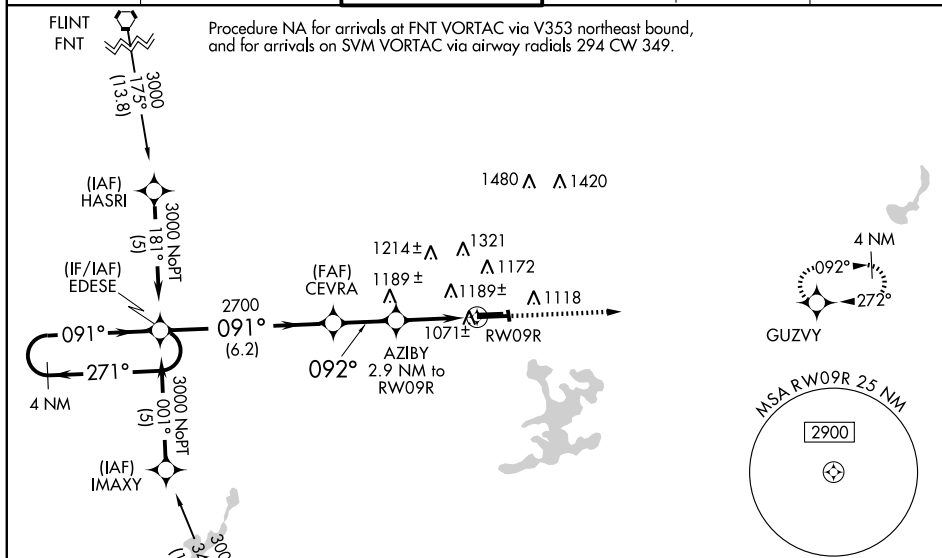 FLINT
FNT
Procedure NA for arrivals at FNT VORTAC via V353 northeast bound,
and for arrivals on SVM VORTAC via airway radials 294 CW 349.
3000
175°
(13.8)
(IAF)
HASRI
3000 NoPT
181°
(5)
1480
1420
1214±
1321
1172
1189±
1189±
1118
1071±
RW09R
(IF/IAF)
EDESE
(FAF)
CEVRA
2700
091°
(6.2)
091°
271°
4 NM
092°
AZIBY
2.9 NM to
RW09R
4 NM
092°
272°
GUZVY
3000 NoPT
001°
(5)
(IAF)
IMAXY
MSA RW09R 25 NM
2900